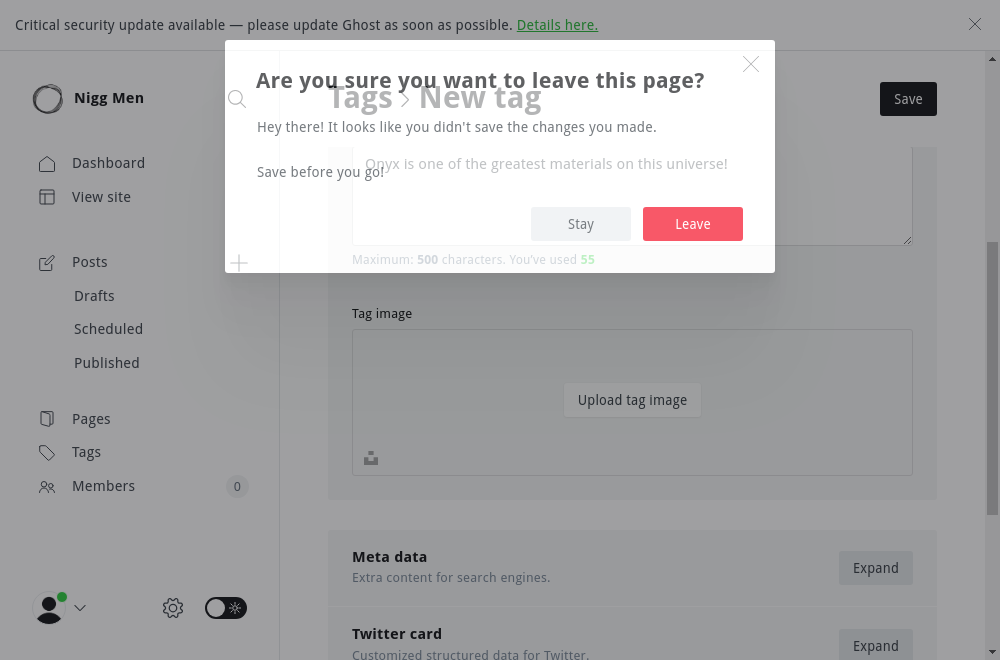 Critical security update available — please update Ghost as soon as possible. Details here.
Are you sure you want to leave this page?
Nigg Men
Tags > New tag
Save
Hey there! It looks like you didn't save the changes you made.
Dashboard
Onyx is one of the greatest materials on this universe!
Save before you go!
View site
Stay
Leave
Posts
Maximum: 500 characters. You've used 55
Drafts
Tag image
Scheduled
Published
Upload tag image
Pages
Tags
Members
0
Meta data
Expand
Extra content for search engines.
Twitter card
Expand
Customized structured data for Twitter.